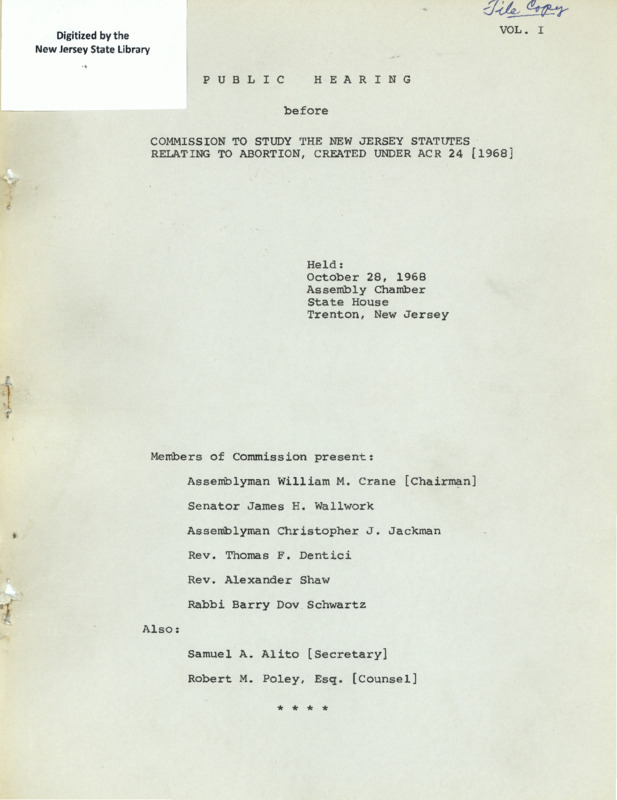 File Copy
VOL. I
Digitized by the
New Jersey State Library
PUBLIC HEARING
before
COMMISSION TO STUDY THE NEW JERSEY STATUTES
RELATING TO ABORTION, CREATED UNDER ACR 24 [1968]
Held:
October 28, 1968
Assembly Chamber
State House
Trenton, New Jersey
Members of Commission present:
Assemblyman William M. Crane [Chairman]
Senator James H. Wallwork
Assemblyman Christopher J. Jackman
Rev. Thomas F. Dentici
Rev. Alexander Shaw
Rabbi Barry Dov Schwartz
Also:
Samuel A. Alito [Secretary]
Robert M. Poley, Esq. [Counsel]
* * * *